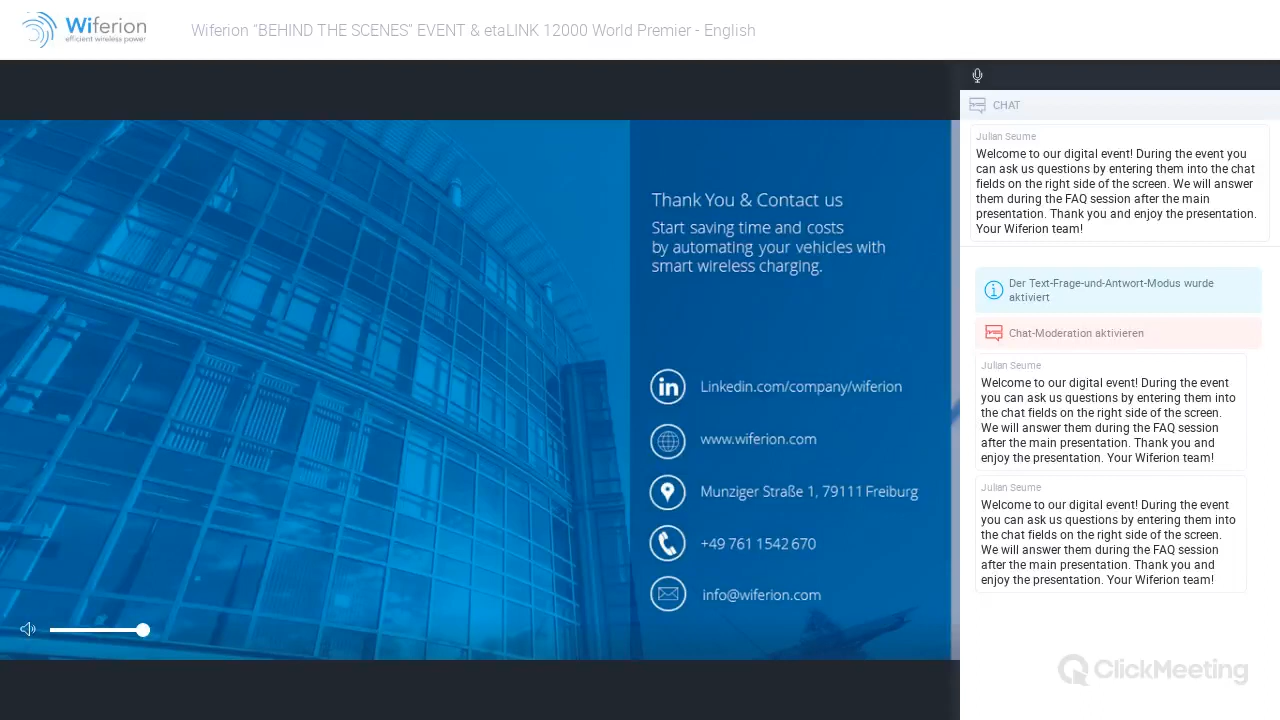 Wiferion
efficient wireless power
Wiferion "BEHIND THE SCENES" EVENT & etaLINK 12000 World Premier - English
Thank You & Contact us
Start saving time and costs
by automating your vehicles with
smart wireless charging.
in
Linkedin.com/company/wiferion
www.wiferion.com
Munziger Straße 1, 79111 Freiburg
+49 761 1542 670
info@wiferion.com
CHAT
Julian Seume
Welcome to our digital event! During the event you
can ask us questions by entering them into the chat
fields on the right side of the screen. We will answer
them during the FAQ session after the main
presentation. Thank you and enjoy the presentation.
Your Wiferion team!
Der Text-Frage-und-Antwort-Modus wurde
aktiviert
Chat-Moderation aktivieren
Julian Seume
Welcome to our digital event! During the event
you can ask us questions by entering them into
the chat fields on the right side of the screen.
We will answer them during the FAQ session
after the main presentation. Thank you and
enjoy the presentation. Your Wiferion team!
Julian Seume
Welcome to our digital event! During the event
you can ask us questions by entering them into
the chat fields on the right side of the screen.
We will answer them during the FAQ session
after the main presentation. Thank you and
enjoy the presentation. Your Wiferion team!
ClickMeeting